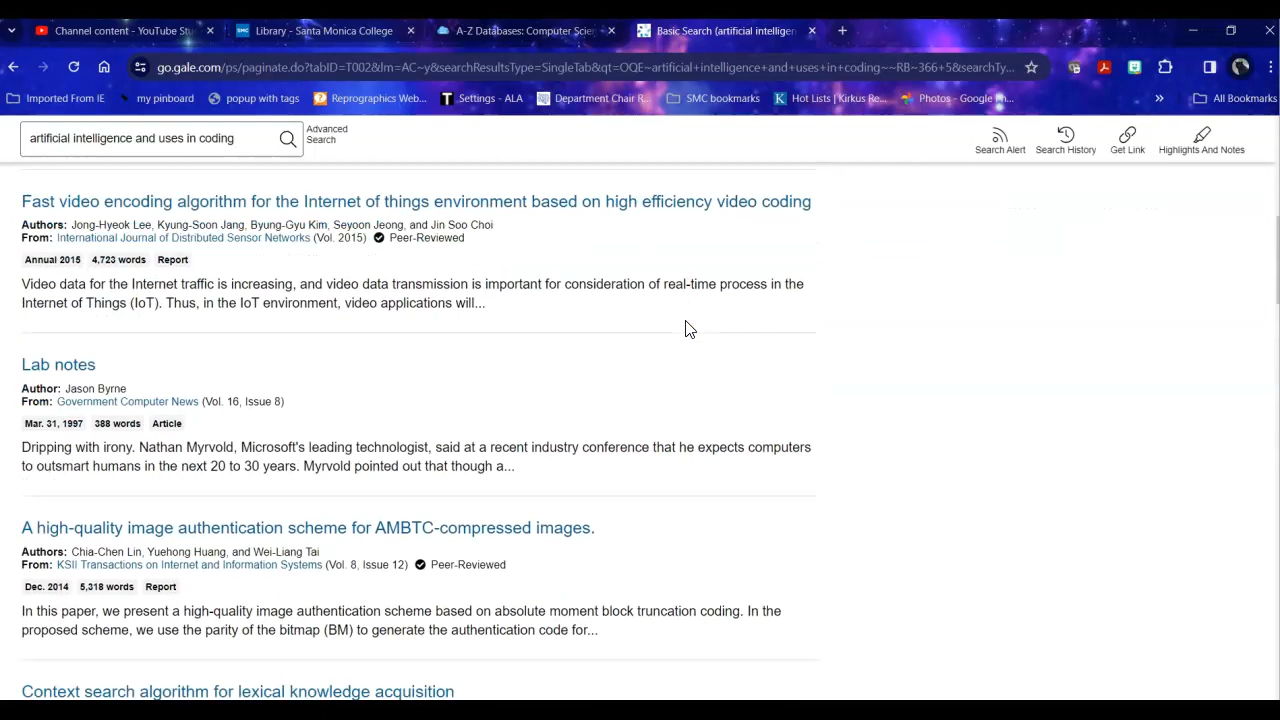 Channel content - YouTube Stu
Library - Santa Monica College
A-Z Databases: Computer Scien
Basic Search (artificial intelligen
go.gale.com/ps/paginate.do?tabID=T002&lm=AC~y&searchResultsType=SingleTab&qt=OQE~artificial+intelligence+and+uses+in+coding~~RB~366+5&searchTy...
Imported From IE
my pinboard
popup with tags
Reprographics Web...
Settings - ALA
Department Chair R...
SMC bookmarks
Hot Lists | Kirkus Re...
Photos - Google Ph...
»
All Bookmarks
artificial intelligence and uses in coding
Advanced
Search
Search Alert
Search History
Get Link
Highlights And Notes
Fast video encoding algorithm for the Internet of things environment based on high efficiency video coding
Authors: Jong-Hyeok Lee, Kyung-Soon Jang, Byung-Gyu Kim, Seyoon Jeong, and Jin Soo Choi
From: International Journal of Distributed Sensor Networks (Vol. 2015) Peer-Reviewed
Annual 2015 4,723 words Report
Video data for the Internet traffic is increasing, and video data transmission is important for consideration of real-time process in the
Internet of Things (IoT). Thus, in the IoT environment, video applications will...
Lab notes
Author: Jason Byrne
From: Government Computer News (Vol. 16, Issue 8)
Mar. 31, 1997 388 words Article
Dripping with irony. Nathan Myrvold, Microsoft's leading technologist, said at a recent industry conference that he expects computers
to outsmart humans in the next 20 to 30 years. Myrvold pointed out that though a...
A high-quality image authentication scheme for AMBTC-compressed images.
Authors: Chia-Chen Lin, Yuehong Huang, and Wei-Liang Tai
From: KSII Transactions on Internet and Information Systems (Vol. 8, Issue 12) Peer-Reviewed
Dec. 2014 5,318 words Report
In this paper, we present a high-quality image authentication scheme based on absolute moment block truncation coding. In the
proposed scheme, we use the parity of the bitmap (BM) to generate the authentication code for...
Context search algorithm for lexical knowledge acquisition